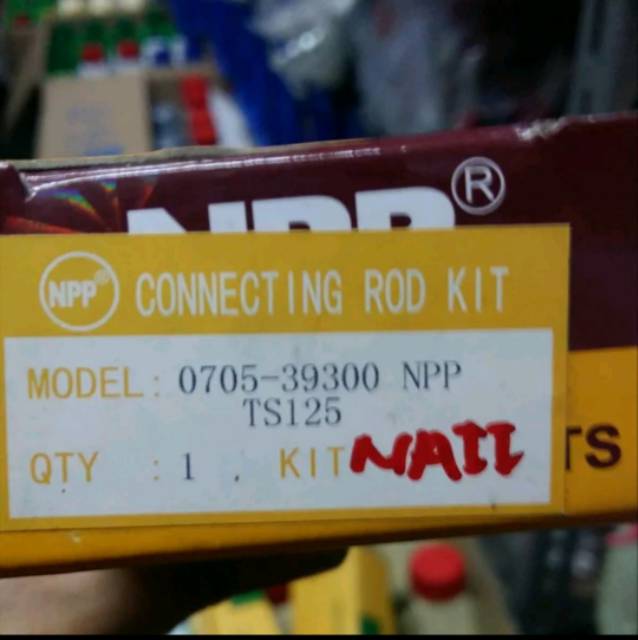 NPP®
NPP® CONNECTING ROD KIT
MODEL: 0705-39300 NPP
TS125
QTY : 1 . KIT NAII
TS